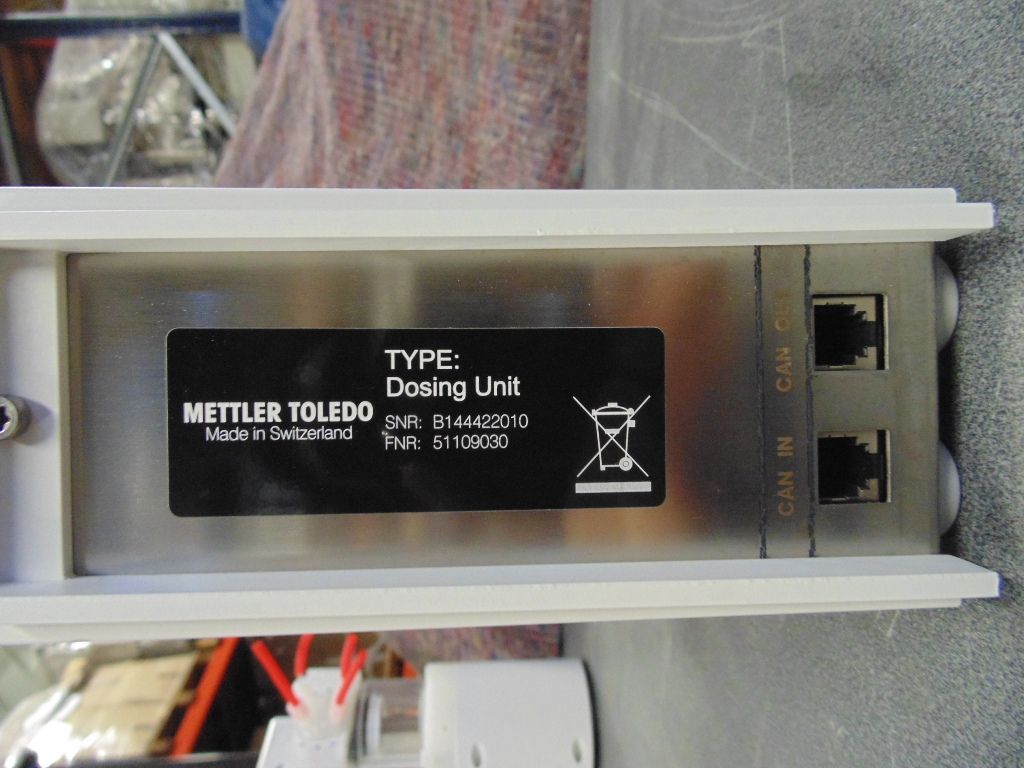 METTLER TOLEDO
Made in Switzerland
TYPE:
Dosing Unit
SNR: B144422010
FNR: 51109030
CAN IN
CAN OUT